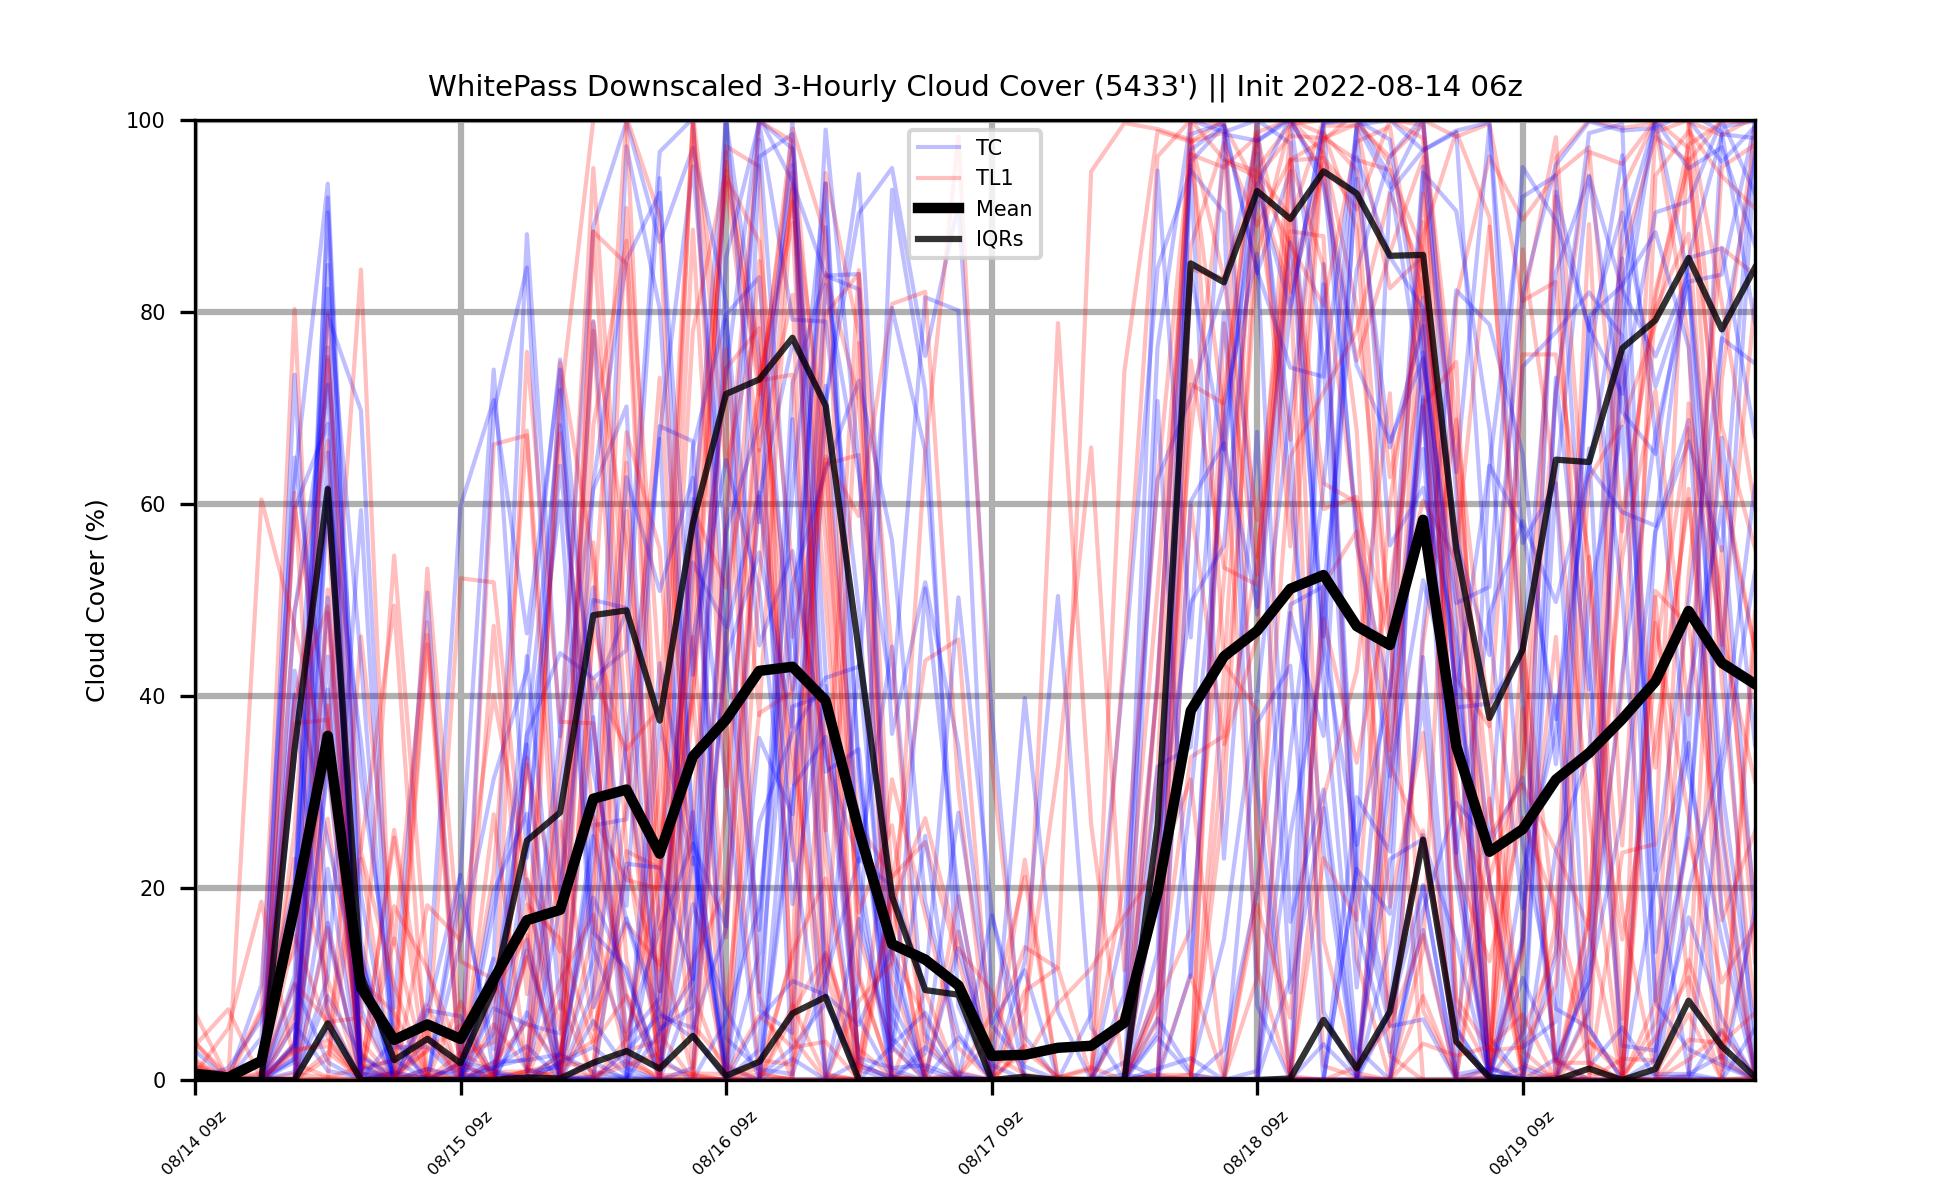 WhitePass Downscaled 3-Hourly Cloud Cover (5433') || Init 2022-08-14 06z
TC
TL1
Mean
IQRs
Cloud Cover (%)
100
80
60
40
20
0
08/14 09z
08/15 09z
08/16 09z
08/17 09z
08/18 09z
08/19 09z